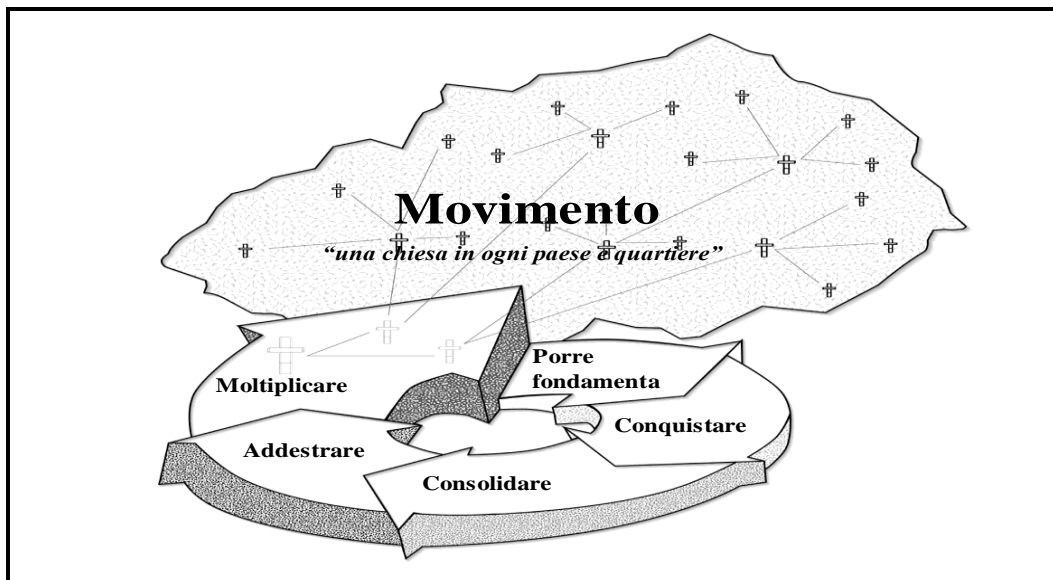 Movimento
“una chiesa in ogni paese e quartiere”
Porre
fondamenta
Moltiplicare
Conquistare
Addestrare
Consolidare